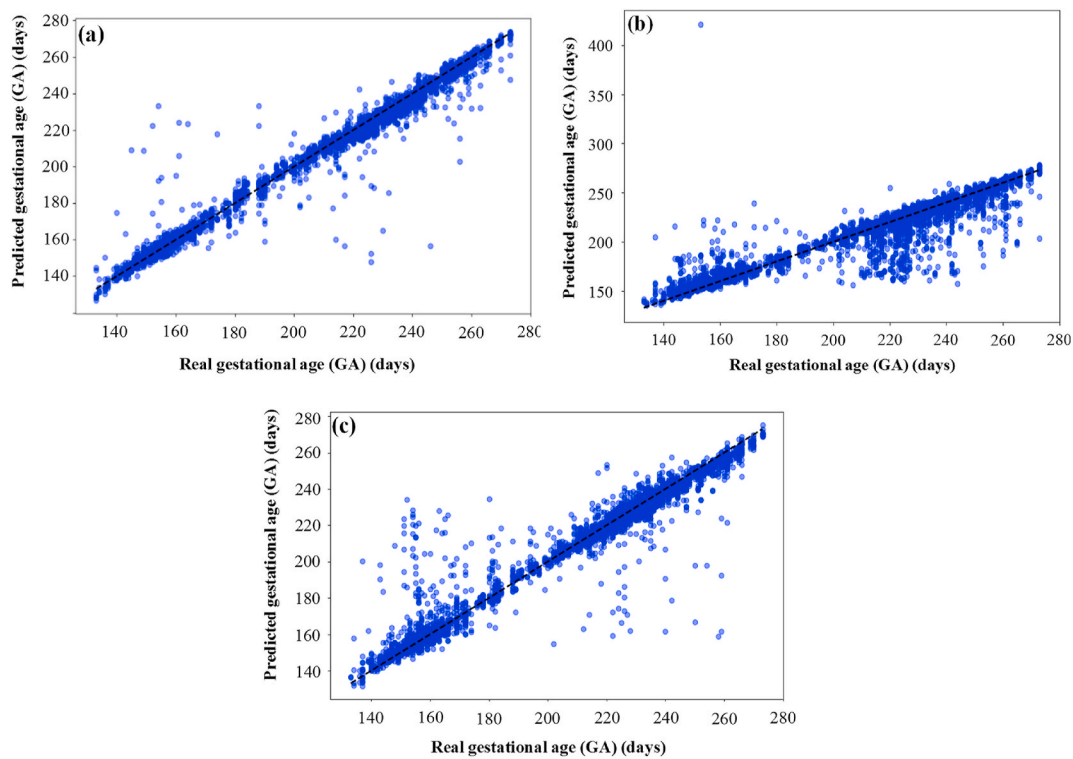 (a)
Predicted gestational age (GA) (days)
280
260
240
220
200
180
160
140
140 160 180 200 220 240 260 280
Real gestational age (GA) (days)
(b)
Predicted gestational age (GA) (days)
400
350
300
250
200
150
140 160 180 200 220 240 260 280
Real gestational age (GA) (days)
(c)
Predicted gestational age (GA) (days)
280
260
240
220
200
180
160
140
140 160 180 200 220 240 260 280
Real gestational age (GA) (days)